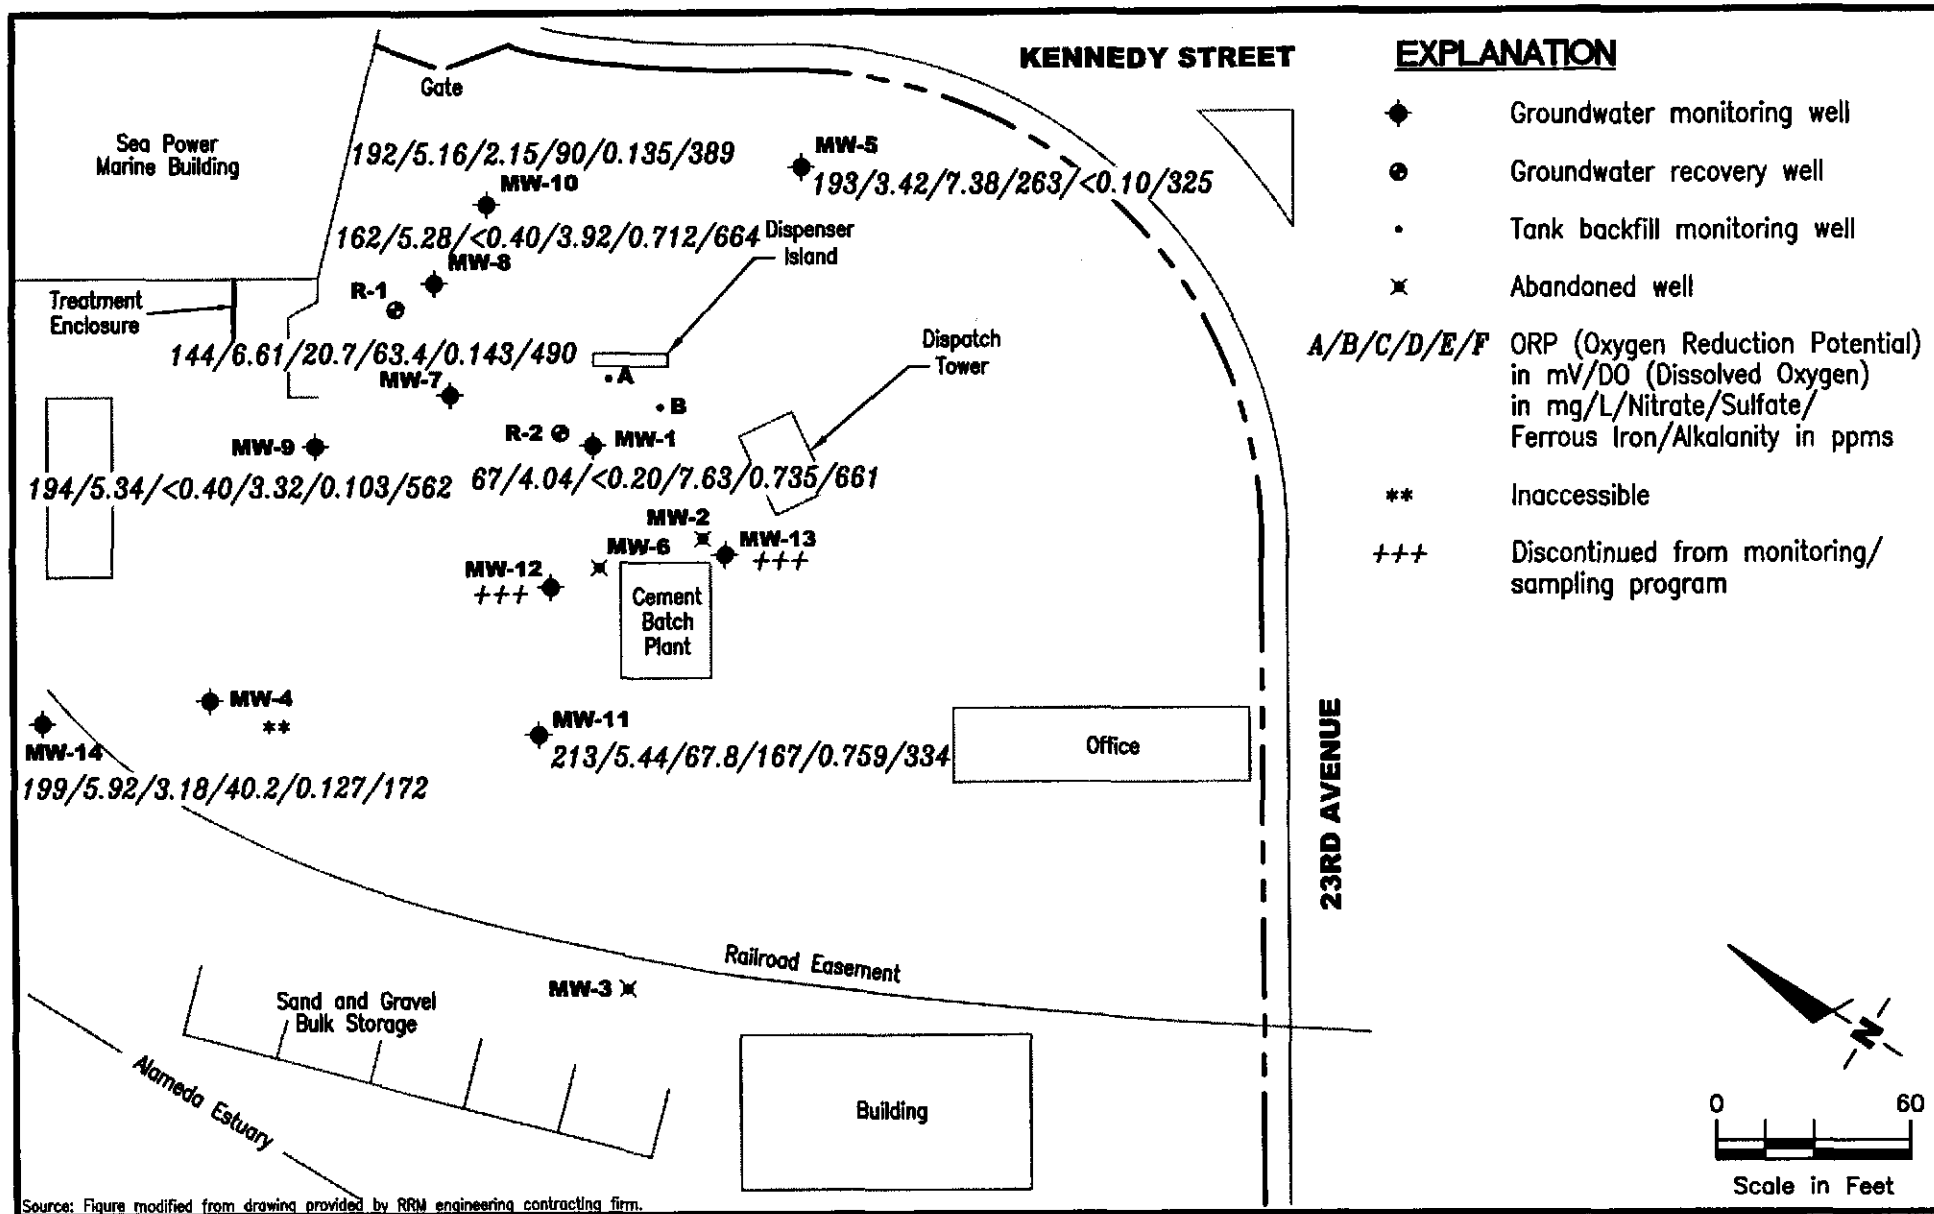 KENNEDY STREET
Gate
Sea Power
Marine Building
192/5.16/2.15/90/0.135/389
MW-10
MW-5
193/3.42/7.38/263/<0.10/325
162/5.28/<0.40/3.92/0.712/664
MW-8
Dispenser
Island
R-1
Treatment
Enclosure
144/6.61/20.7/63.4/0.143/490
MW-7
A
B
Dispatch
Tower
R-2
MW-1
MW-9
194/5.34/<0.40/3.32/0.103/562
67/4.04/<0.20/7.63/0.735/661
MW-2
MW-6
MW-13
+++
MW-12
+++
Cement
Batch
Plant
MW-4
**
MW-14
199/5.92/3.18/40.2/0.127/172
MW-11
213/5.44/67.8/167/0.759/334
Office
23RD AVENUE
Railroad Easement
MW-3
Sand and Gravel
Bulk Storage
Alameda Estuary
Building
Source: Figure modified from drawing provided by RRM engineering contracting firm.
EXPLANATION
Groundwater monitoring well
Groundwater recovery well
Tank backfill monitoring well
Abandoned well
A/B/C/D/E/F ORP (Oxygen Reduction Potential)
in mV/DO (Dissolved Oxygen)
in mg/L/Nitrate/Sulfate/
Ferrous Iron/Alkalanity in ppms
** Inaccessible
+++ Discontinued from monitoring/
sampling program
N
0 60
Scale in Feet